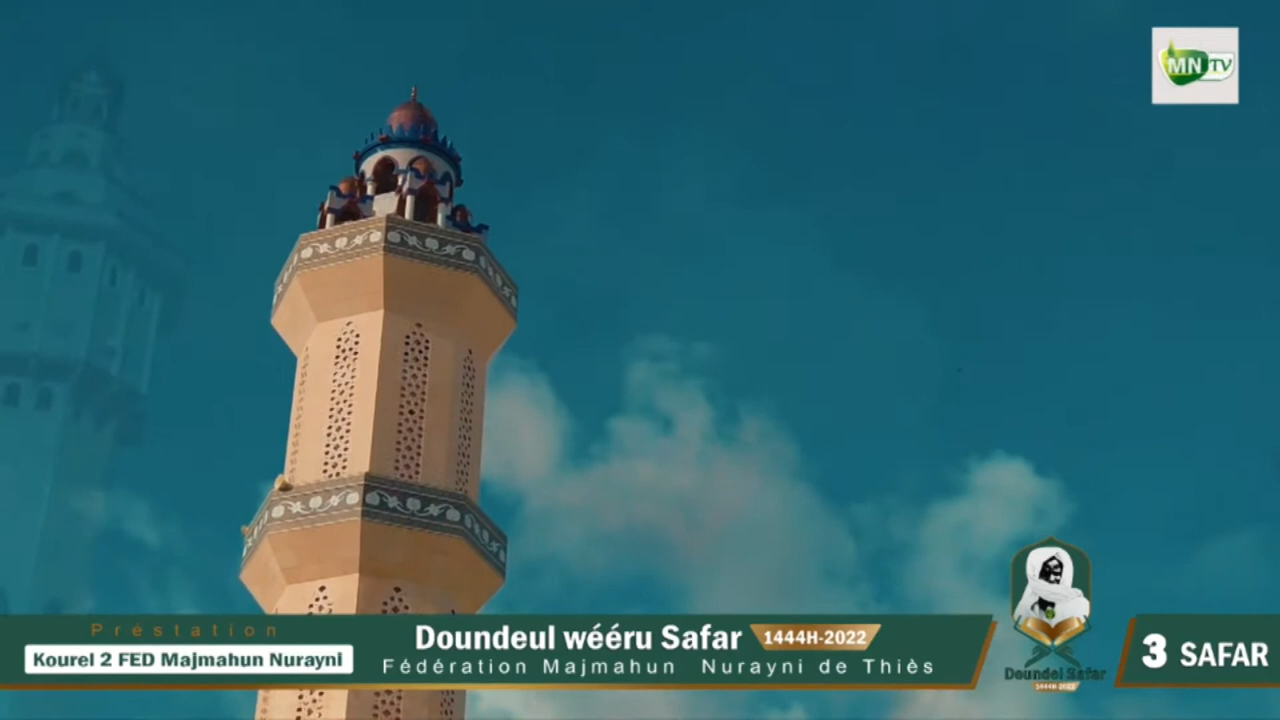 MN TV
Préstation
Kourel 2 FED Majmahun Nurayni
Doundeul wééru Safar
1444H-2022
Fédération Majmahun Nurayni de Thiès
Doundel Safar
1444H-2022
3 SAFAR